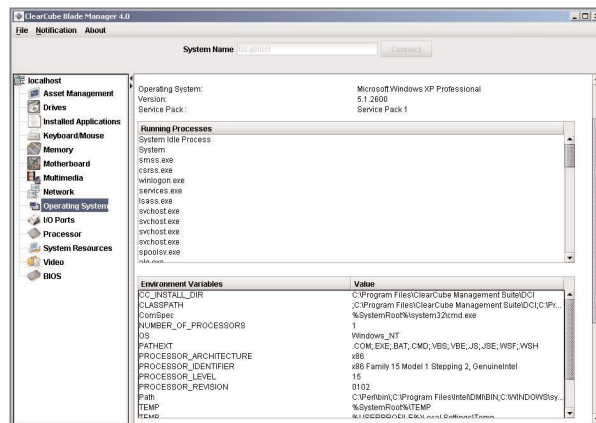 ClearCube Blade Manager 4.0
File Notification About
System Name localhost Connect
localhost
Asset Management
Drives
Installed Applications
Keyboard/Mouse
Memory
Motherboard
Multimedia
Network
Operating System
I/O Ports
Processor
System Resources
Video
BIOS
Operating System: Microsoft Windows XP Professional
Version: 5.1.2600
Service Pack : Service Pack 1
Running Processes
System Idle Process
System
smss.exe
csrss.exe
winlogon.exe
services.exe
lsass.exe
svchost.exe
svchost.exe
svchost.exe
svchost.exe
spoolsv.exe
Environment Variables Value
CC_INSTALL_DIR C:\Program Files\ClearCube Management Suite\DCI
CLASSPATH ;C:\Program Files\ClearCube Management Suite\DCI;C:\Pr...
ComSpec %SystemRoot%\system32\cmd.exe
NUMBER_OF_PROCESSORS 1
OS Windows_NT
PATHEXT .COM;.EXE;.BAT;.CMD;.VBS;.VBE;.JS;.JSE;.WSF;.WSH
PROCESSOR_ARCHITECTURE x86
PROCESSOR_IDENTIFIER x86 Family 15 Model 1 Stepping 2, GenuineIntel
PROCESSOR_LEVEL 15
PROCESSOR_REVISION 0102
Path C:\Perl\bin\;C:\Program Files\Intel\DMI\BIN;C:\WINDOWS\sy...
TEMP %SystemRoot%\TEMP
TEMP %USERPROFILE%\Local Settings\Temp